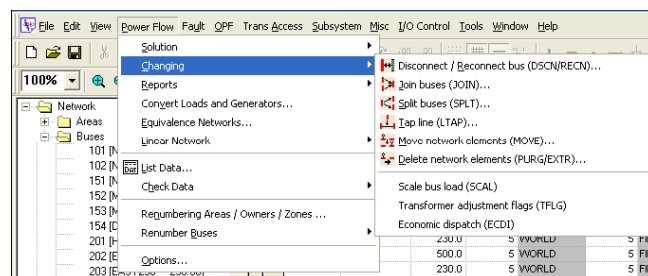 File Edit View Power Flow Fault OPF Trans Access Subsystem Misc I/O Control Tools Window Help
Solution
Changing
Reports
Convert Loads and Generators...
Equivalence Networks...
Linear Network
List Data...
Check Data
Renumbering Areas / Owners / Zones ...
Renumber Buses
Options...
Disconnect / Reconnect bus (DSCN/RECN)...
Join buses (JOIN)...
Split buses (SPLT)...
Tap line (LTAP)...
Move network elements (MOVE)...
Delete network elements (PURG/EXTR)...
Scale bus load (SCAL)
Transformer adjustment flags (TFLG)
Economic dispatch (ECDI)
100%
Network
Areas
Buses
101 [N
102 [N
151 [N
152 [M
153 [M
154 [D
201 [H
202 [E
230.0 5 WORLD 5 FI
500.0 5 WORLD 5 FI
230.0 5 WORLD 5 FI